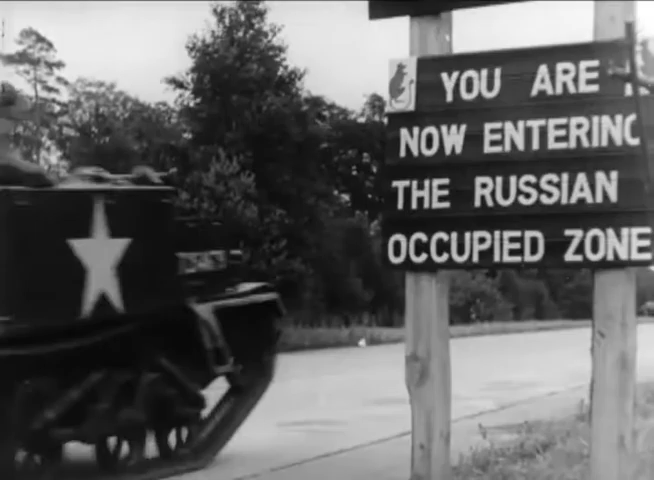 YOU ARE
NOW ENTERING
THE RUSSIAN
OCCUPIED ZONE